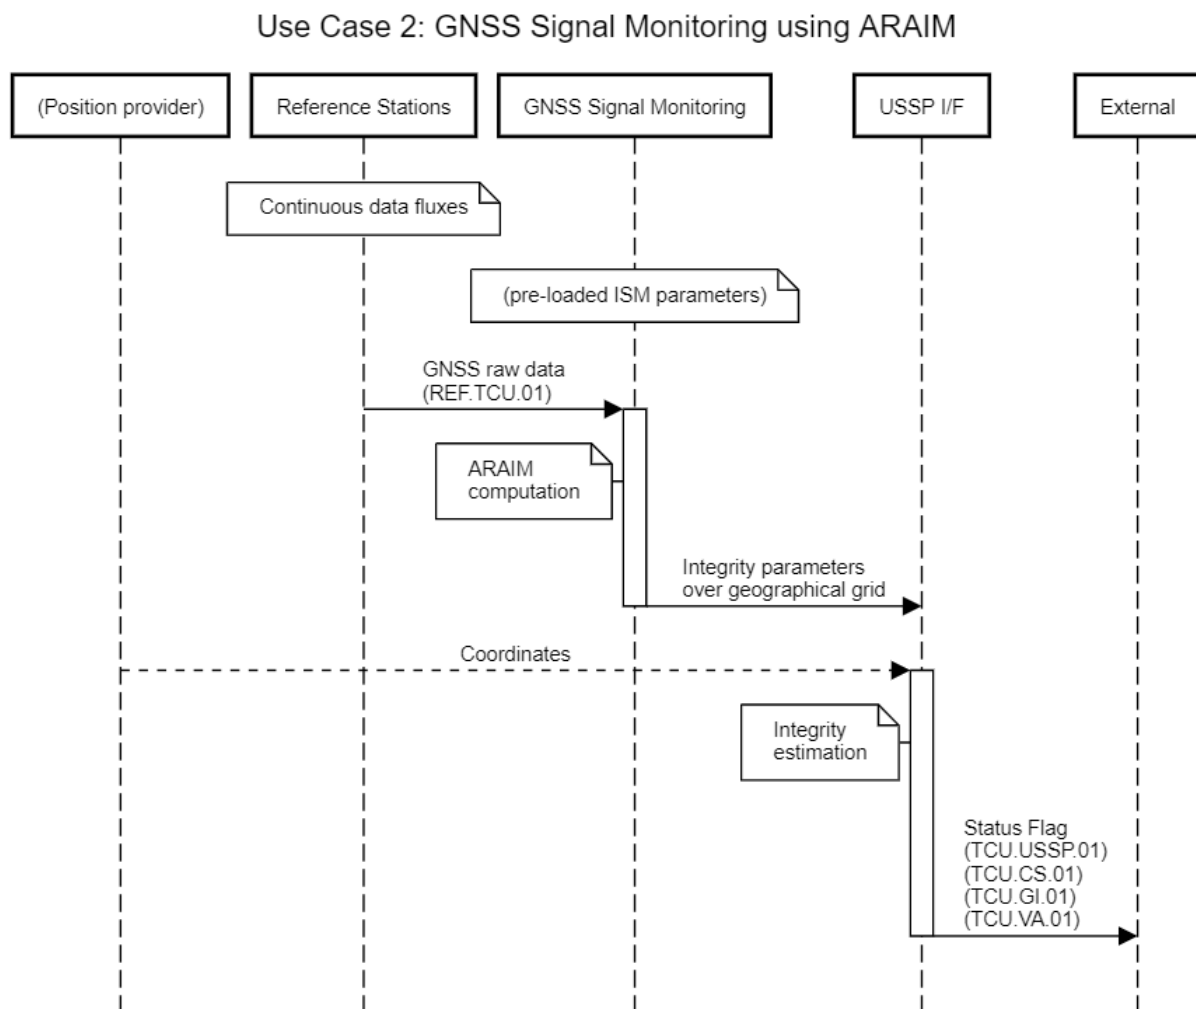 Use Case 2: GNSS Signal Monitoring using ARAIM
(Position provider)
Reference Stations
GNSS Signal Monitoring
USSP I/F
External
Continuous data fluxes
(pre-loaded ISM parameters)
GNSS raw data
(REF.TCU.01)
ARAIM
computation
Integrity parameters
over geographical grid
Coordinates
Integrity
estimation
Status Flag
(TCU.USSP.01)
(TCU.CS.01)
(TCU.GI.01)
(TCU.VA.01)